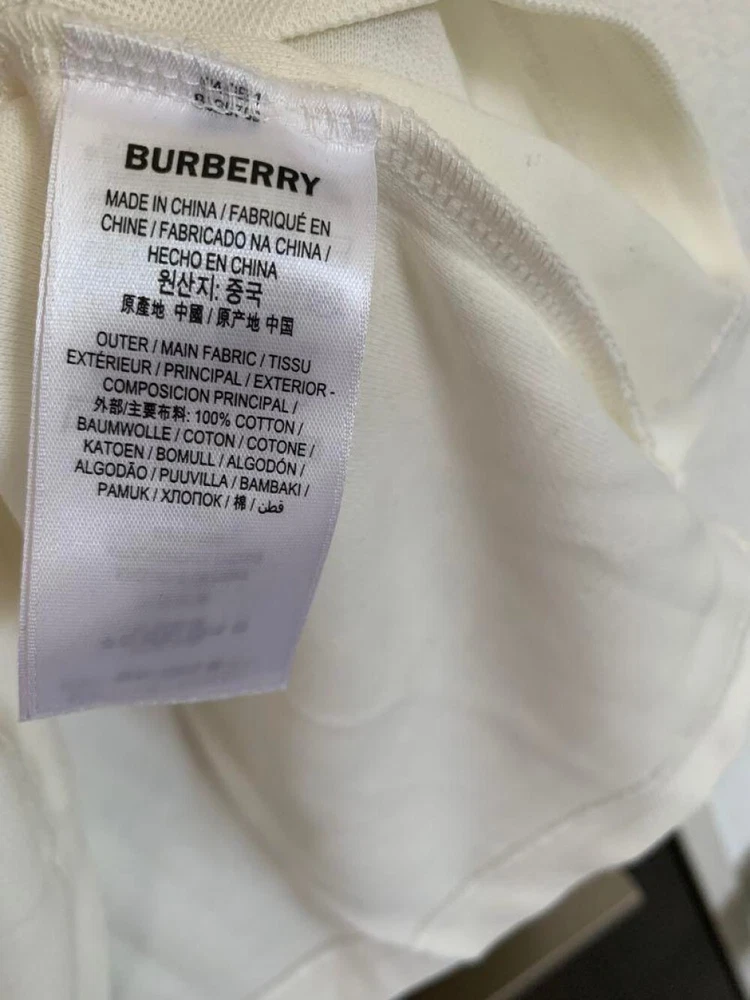 BURBERRY
MADE IN CHINA / FABRIQUÉ EN
CHINE / FABRICADO NA CHINA /
HECHO EN CHINA
원산지: 중국
原產地 中國 / 原产地 中国
OUTER / MAIN FABRIC / TISSU
EXTÉRIEUR / PRINCIPAL / EXTERIOR -
COMPOSICION PRINCIPAL /
外部/主要布料: 100% COTTON /
BAUMWOLLE / COTON / COTONE /
KATOEN / BOMULL / ALGODÓN /
ALGODÃO / PUUVILLA / BAMBAKI /
PAMUK / ХЛОПОК / 棉 / قطن